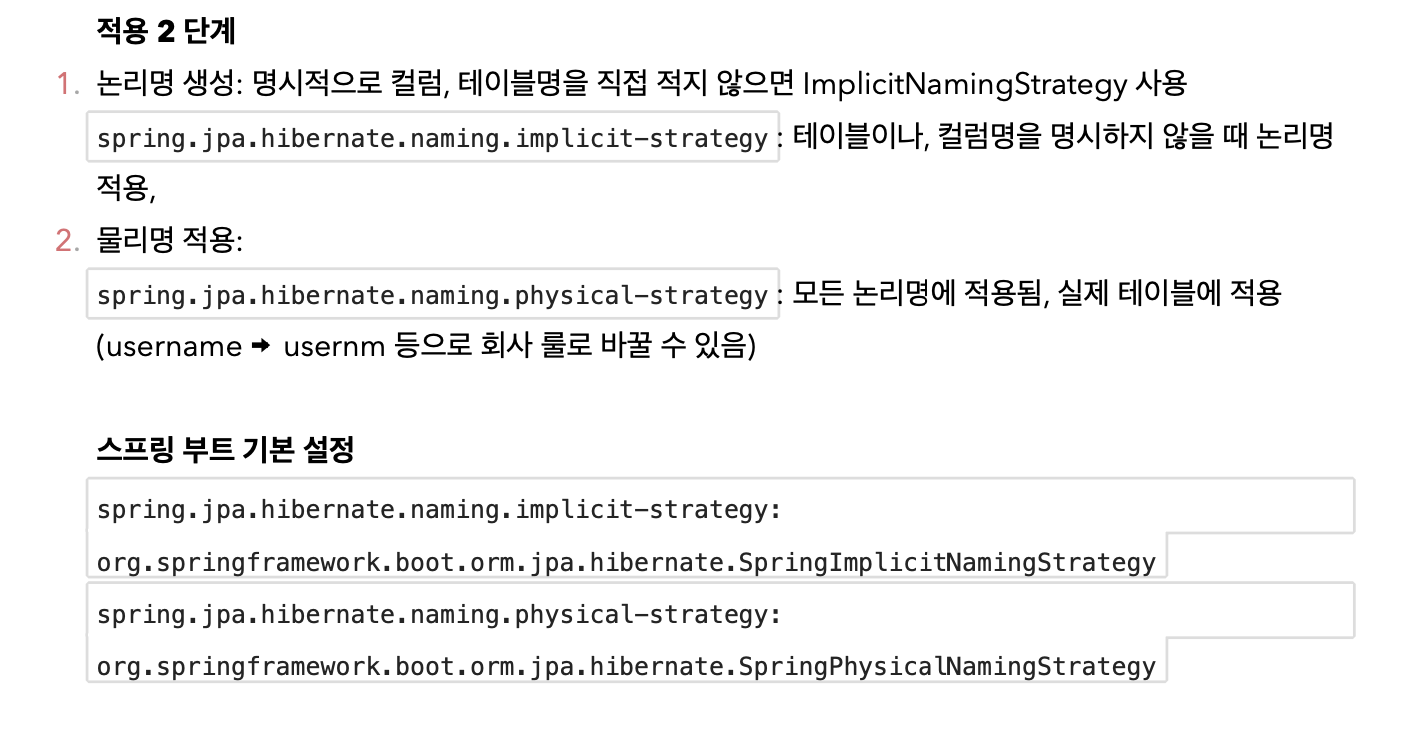 적용 2 단계
1. 논리명 생성: 명시적으로 컬럼, 테이블명을 직접 적지 않으면 ImplicitNamingStrategy 사용
spring.jpa.hibernate.naming.implicit-strategy : 테이블이나, 컬럼명을 명시하지 않을 때 논리명
적용,
2. 물리명 적용:
spring.jpa.hibernate.naming.physical-strategy : 모든 논리명에 적용됨, 실제 테이블에 적용
(username ➡ usernm 등으로 회사 룰로 바꿀 수 있음)
스프링 부트 기본 설정
spring.jpa.hibernate.naming.implicit-strategy:
org.springframework.boot.orm.jpa.hibernate.SpringImplicitNamingStrategy
spring.jpa.hibernate.naming.physical-strategy:
org.springframework.boot.orm.jpa.hibernate.SpringPhysicalNamingStrategy